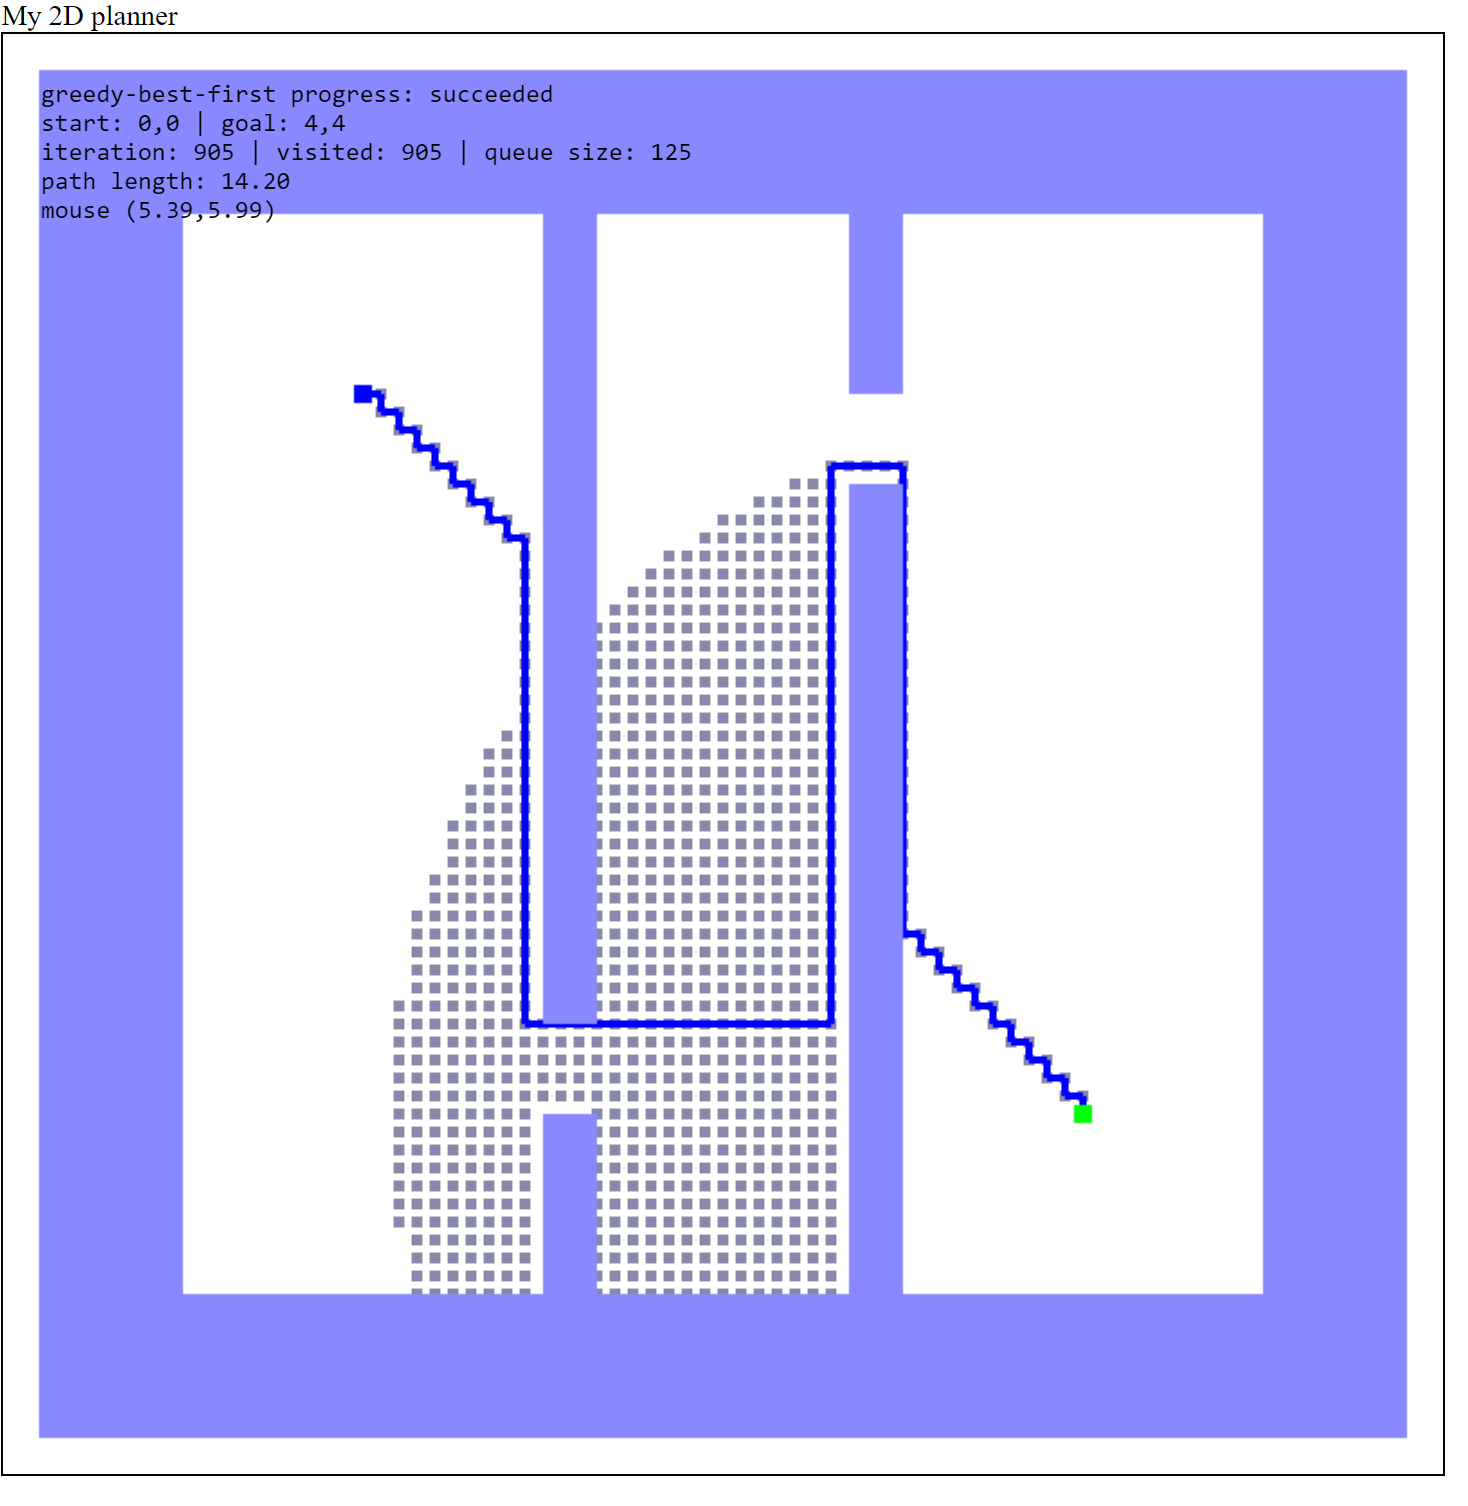 My 2D planner
greedy-best-first progress: succeeded
start: 0,0 | goal: 4,4
iteration: 905 | visited: 905 | queue size: 125
path length: 14.20
mouse (5.39,5.99)